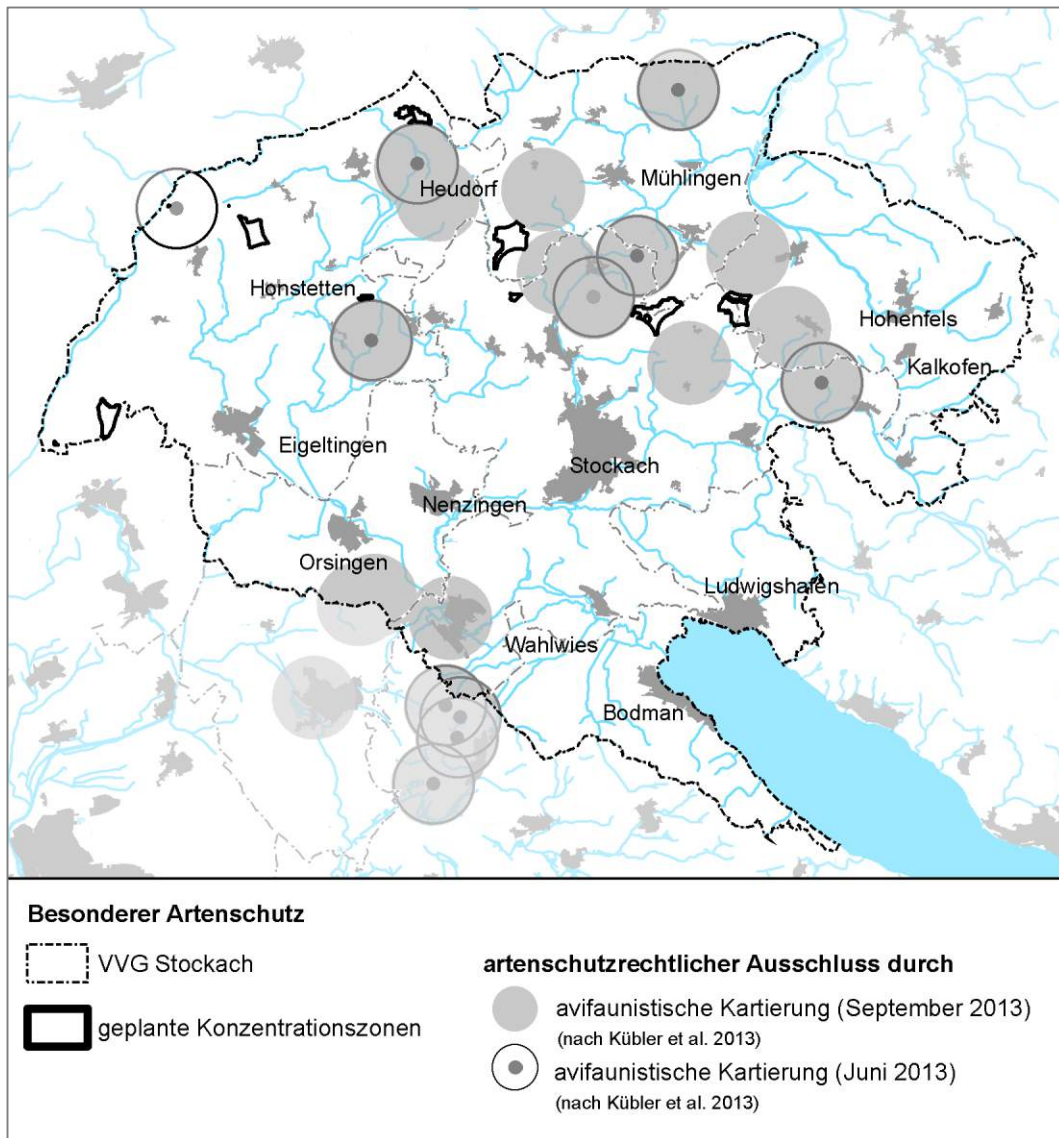 Mühlingen
Heudorf
Honstetten
Hohenfels
Kalkofen
Eigeltingen
Stockach
Nenzingen
Orsingen
Ludwigshafen
Wahlwies
Bodman
Besonderer Artenschutz
VVG Stockach
geplante Konzentrationszonen
artenschutzrechtlicher Ausschluss durch
avifaunistische Kartierung (September 2013)
(nach Kübler et al. 2013)
avifaunistische Kartierung (Juni 2013)
(nach Kübler et al. 2013)